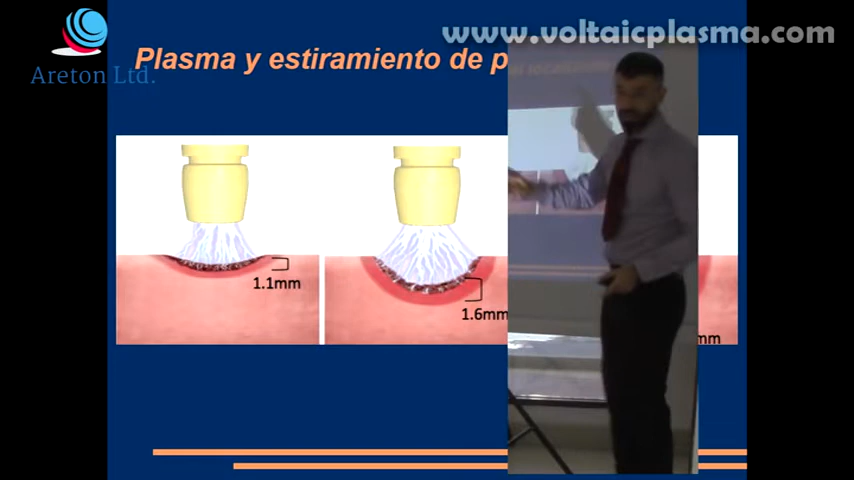 www.voltaicplasma.com
Areton Ltd.
Plasma y estiramiento de p
1.1mm
1.6mm
mm